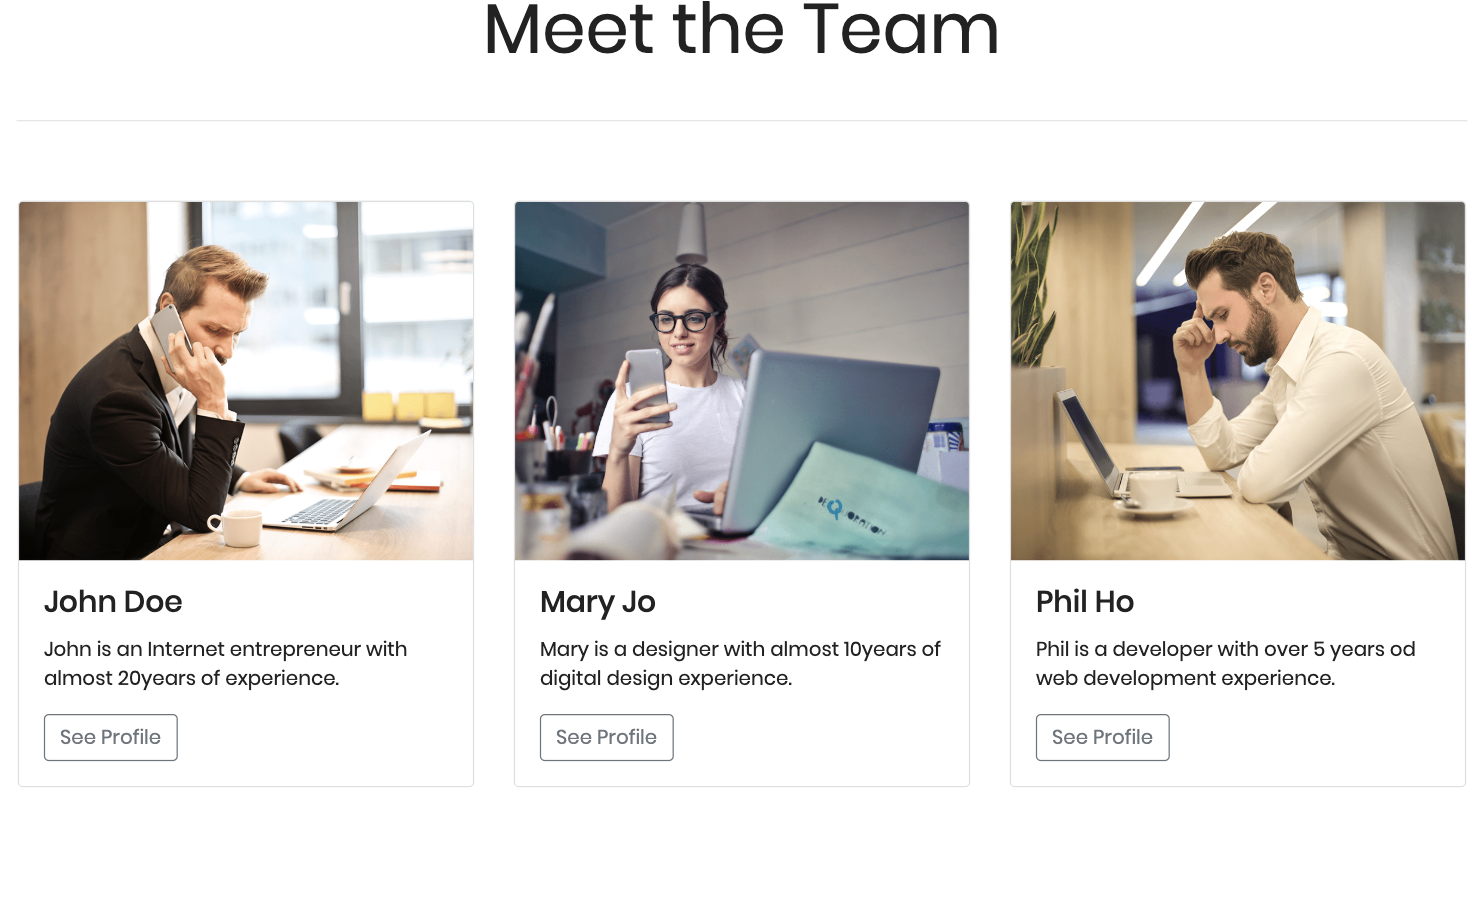 Meet the Team
John Doe
John is an Internet entrepreneur with
almost 20years of experience.
See Profile
Mary Jo
Mary is a designer with almost 10years of
digital design experience.
See Profile
Phil Ho
Phil is a developer with over 5 years od
web development experience.
See Profile